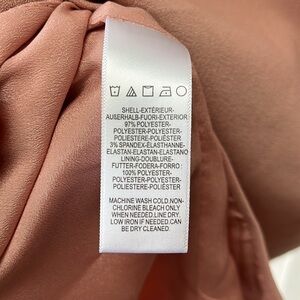 SHELL-EXTÉRIEUR-
AUßERHALB-FUORI-EXTERIOR
97% POLYESTER-
POLYESTER-POLYESTER-
POLIESTERE-POLIÉSTER
3% SPANDEX-ÉLASTHANNE-
ELASTAN-ELASTAN-ELASTANO
LINING-DOUBLURE-
FUTTER-FODERA-FORRO:
100% POLYESTER-
POLYESTER-POLYESTER-
POLIESTERE-POLIÉSTER
MACHINE WASH COLD.NON-
CHLORINE BLEACH ONLY
WHEN NEEDED.LINE DRY.
LOW IRON IF NEEDED.CAN
BE DRY CLEANED.